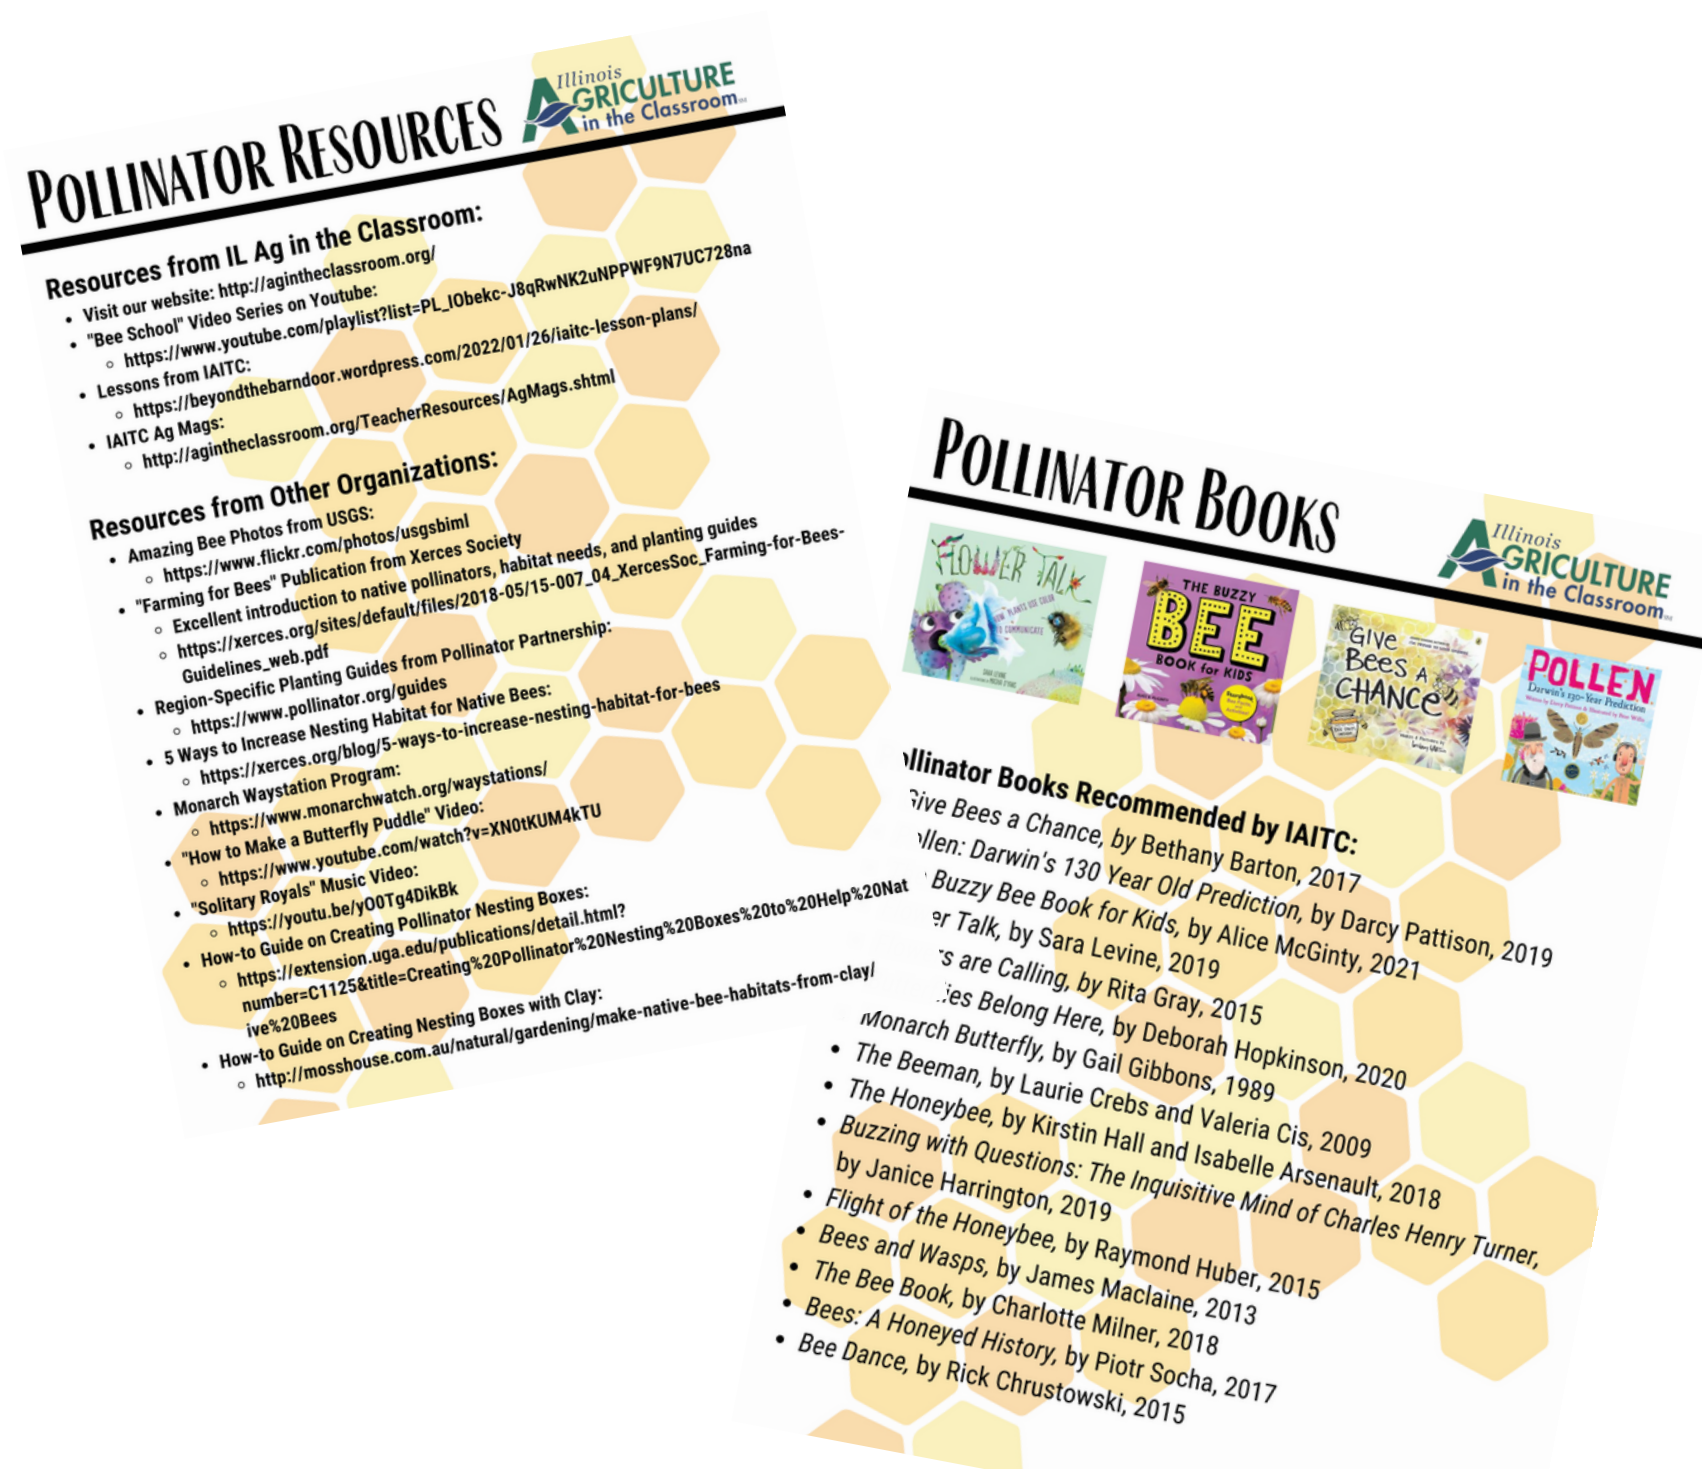 POLLINATOR RESOURCES
Illinois
AGRICULTURE
in the Classroom
Resources from IL Ag in the Classroom:
• Visit our website: http://agintheclassroom.org/
• "Bee School" Video Series on Youtube:
◦ https://www.youtube.com/playlist?list=PL_IObekc-J8qRwNK2uNPPWF9N7UC728na
• Lessons from IAITC:
◦ https://beyondthebarndoor.wordpress.com/2022/01/26/iaitc-lesson-plans/
• IAITC Ag Mags:
◦ http://agintheclassroom.org/TeacherResources/AgMags.shtml
Resources from Other Organizations:
• Amazing Bee Photos from USGS:
◦ https://www.flickr.com/photos/usgsbiml
• "Farming for Bees" Publication from Xerces Society
◦ Excellent introduction to native pollinators, habitat needs, and planting guides
◦ https://xerces.org/sites/default/files/2018-05/15-007_04_XercesSoc_Farming-for-Bees-
Guidelines_web.pdf
• Region-Specific Planting Guides from Pollinator Partnership:
◦ https://www.pollinator.org/guides
• 5 Ways to Increase Nesting Habitat for Native Bees:
◦ https://xerces.org/blog/5-ways-to-increase-nesting-habitat-for-bees
• Monarch Waystation Program:
◦ https://www.monarchwatch.org/waystations/
• "How to Make a Butterfly Puddle" Video:
◦ https://www.youtube.com/watch?v=XN0tKUM4kTU
• "Solitary Royals" Music Video:
◦ https://youtu.be/yO0Tg4DikBk
• How-to Guide on Creating Pollinator Nesting Boxes:
◦ https://extension.uga.edu/publications/detail.html?
number=C1125&title=Creating%20Pollinator%20Nesting%20Boxes%20to%20Help%20Nat
ive%20Bees
• How-to Guide on Creating Nesting Boxes with Clay:
◦ http://mosshouse.com.au/natural/gardening/make-native-bee-habitats-from-clay/
POLLINATOR BOOKS
Illinois
AGRICULTURE
in the Classroom
FLOWER TALK
HOW PLANTS USE COLOR
TO COMMUNICATE
SARA LEVINE
THE BUZZY
BEE
BOOK for KIDS
GIVE
BEES A
CHANCE
POLLEN
Darwin's 130-Year Prediction
llinator Books Recommended by IAITC:
Give Bees a Chance, by Bethany Barton, 2017
llen: Darwin's 130 Year Old Prediction, by Darcy Pattison, 2019
Buzzy Bee Book for Kids, by Alice McGinty, 2021
er Talk, by Sara Levine, 2019
rs are Calling, by Rita Gray, 2015
ies Belong Here, by Deborah Hopkinson, 2020
Monarch Butterfly, by Gail Gibbons, 1989
• The Beeman, by Laurie Crebs and Valeria Cis, 2009
• The Honeybee, by Kirstin Hall and Isabelle Arsenault, 2018
• Buzzing with Questions: The Inquisitive Mind of Charles Henry Turner,
by Janice Harrington, 2019
• Flight of the Honeybee, by Raymond Huber, 2015
• Bees and Wasps, by James Maclaine, 2013
• The Bee Book, by Charlotte Milner, 2018
• Bees: A Honeyed History, by Piotr Socha, 2017
• Bee Dance, by Rick Chrustowski, 2015